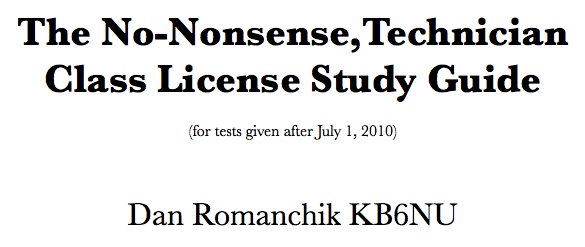 The No-Nonsense,Technician
Class License Study Guide
(for tests given after July 1, 2010)
Dan Romanchik KB6NU